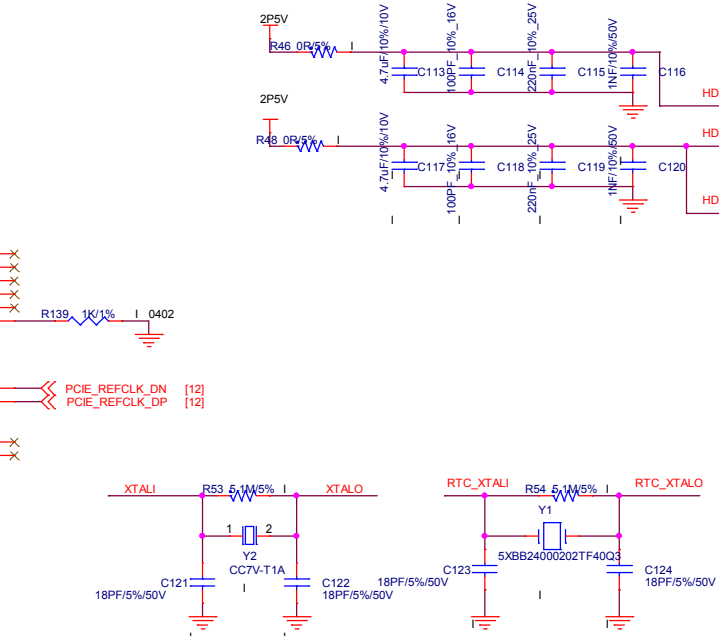 2P5V
R46 0R/5% I
4.7uF/10%/10V
C113
100PF_10%_16V
C114
220nF_10%_25V
C115
1NF/10%/50V
C116
HD
2P5V
HD
R48 0R/5% I
4.7uF/10%/10V
C117
100PF_10%_16V
C118
220nF_10%_25V
C119
1NF/10%/50V
C120
HD
I I I I
I I I I
R139 1K/1% I 0402
PCIE_REFCLK_DN [12]
PCIE_REFCLK_DP [12]
XTALI R53 5.1M/5% I XTALO
1 2
Y2
CC7V-T1A
C121
18PF/5%/50V
I
C122
18PF/5%/50V
I I
RTC_XTALI R54 5.1M/5% I RTC_XTALO
Y1
5XBB24000202TF40Q3
C123
18PF/5%/50V
I
C124
18PF/5%/50V
I I